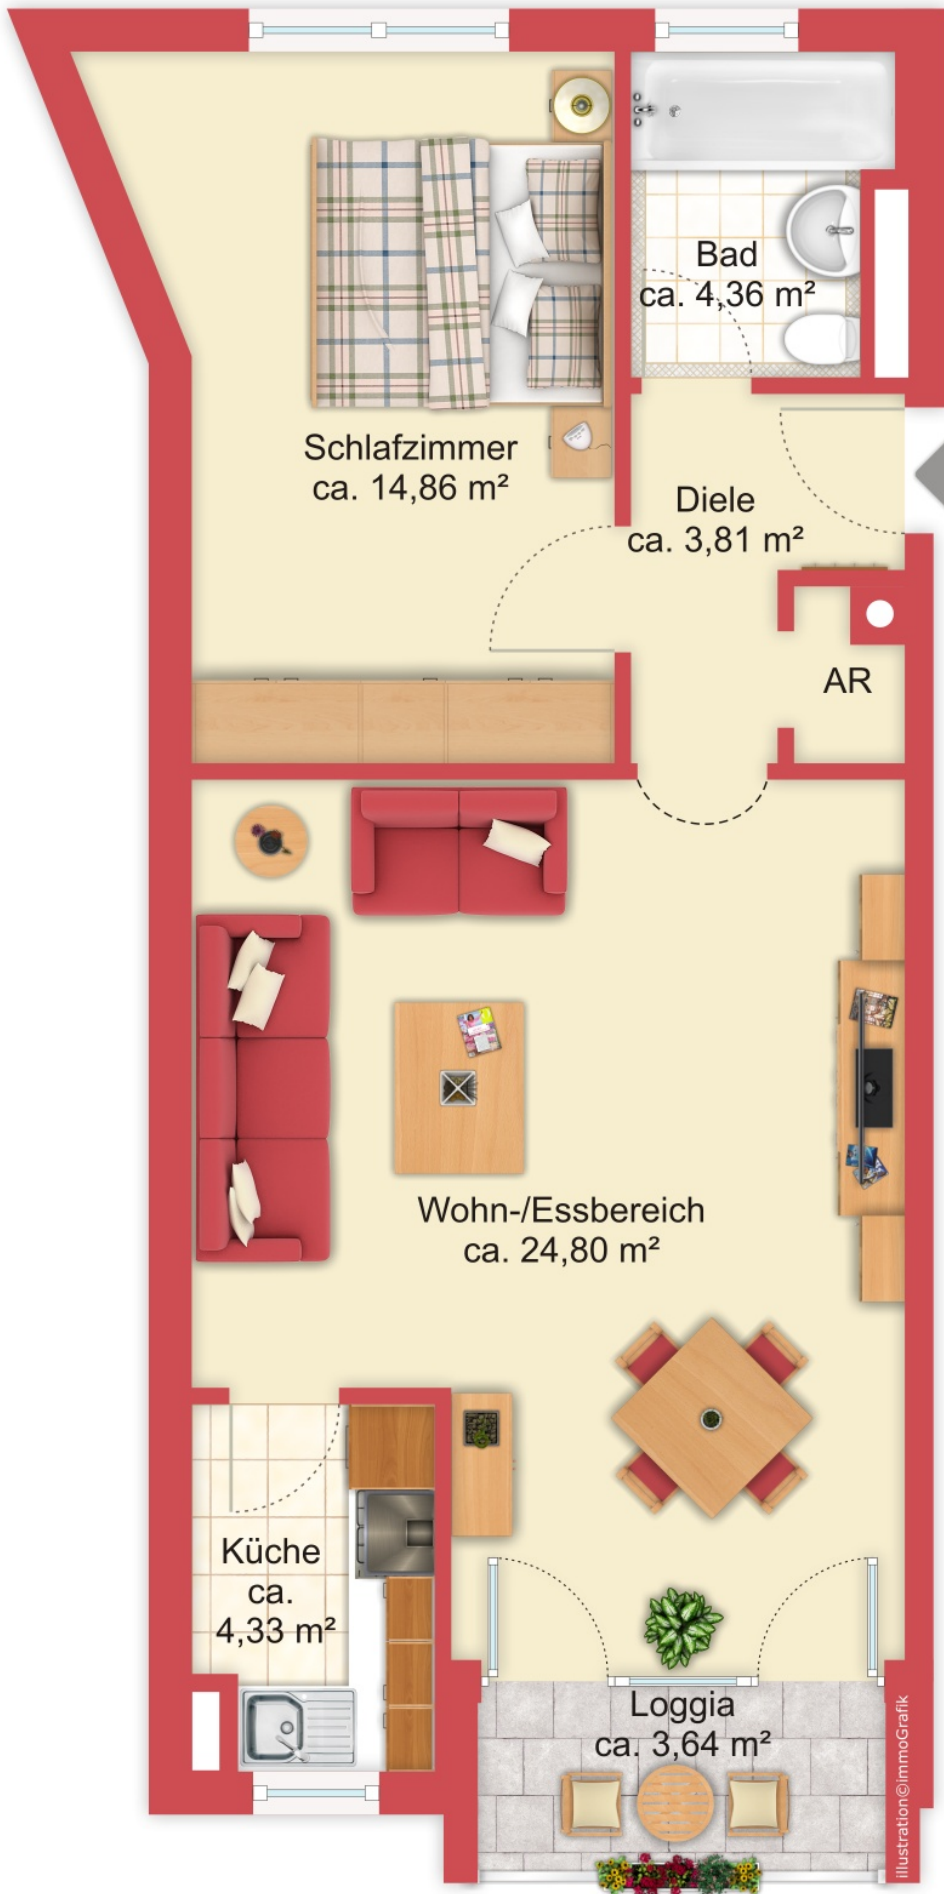 Bad
ca. 4,36 m²
Schlafzimmer
ca. 14,86 m²
Diele
ca. 3,81 m²
AR
Wohn-/Essbereich
ca. 24,80 m²
Küche
ca.
4,33 m²
Loggia
ca. 3,64 m²
illustration©immoGrafik